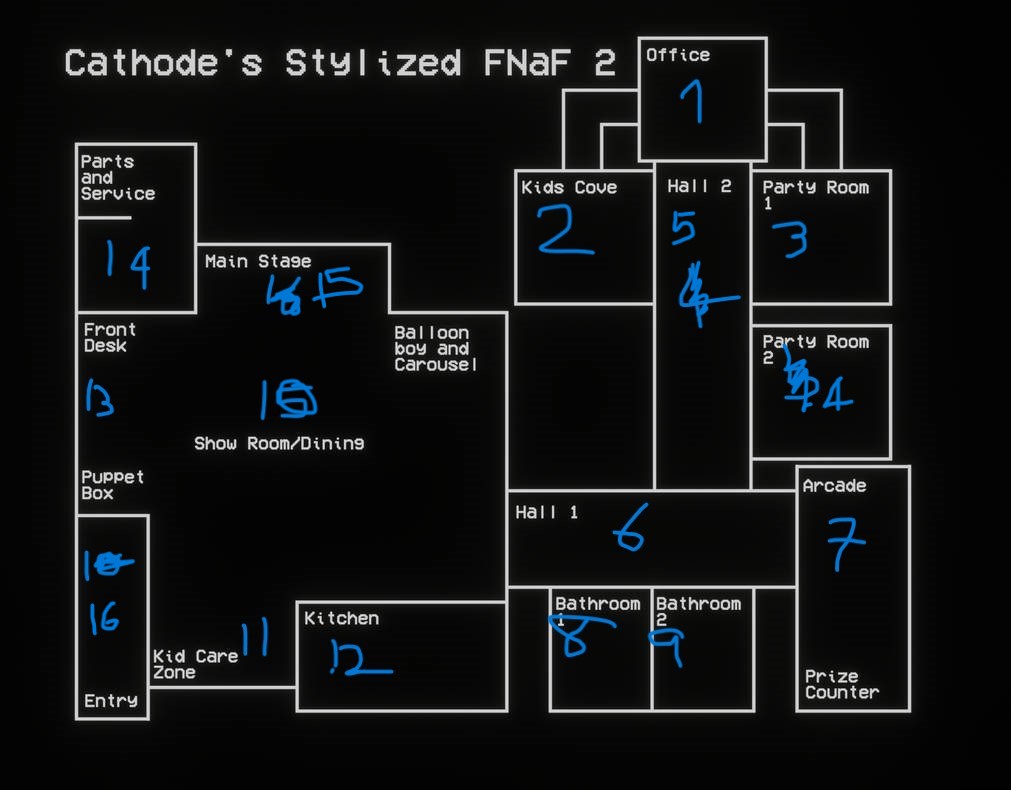 Cathode's Stylized FNaF 2
Office
1
Parts
and
Service
14
Kids Cove
2
Hall 2
5
Party Room
1
3
Main Stage
15
Front
Desk
13
Balloon
boy and
Carousel
Party Room
2
4
Show Room/Dining
Puppet
Box
Arcade
7
Hall 1
6
16
Entry
Kid Care
Zone
11
Kitchen
12
Bathroom
1
8
Bathroom
2
9
Prize
Counter